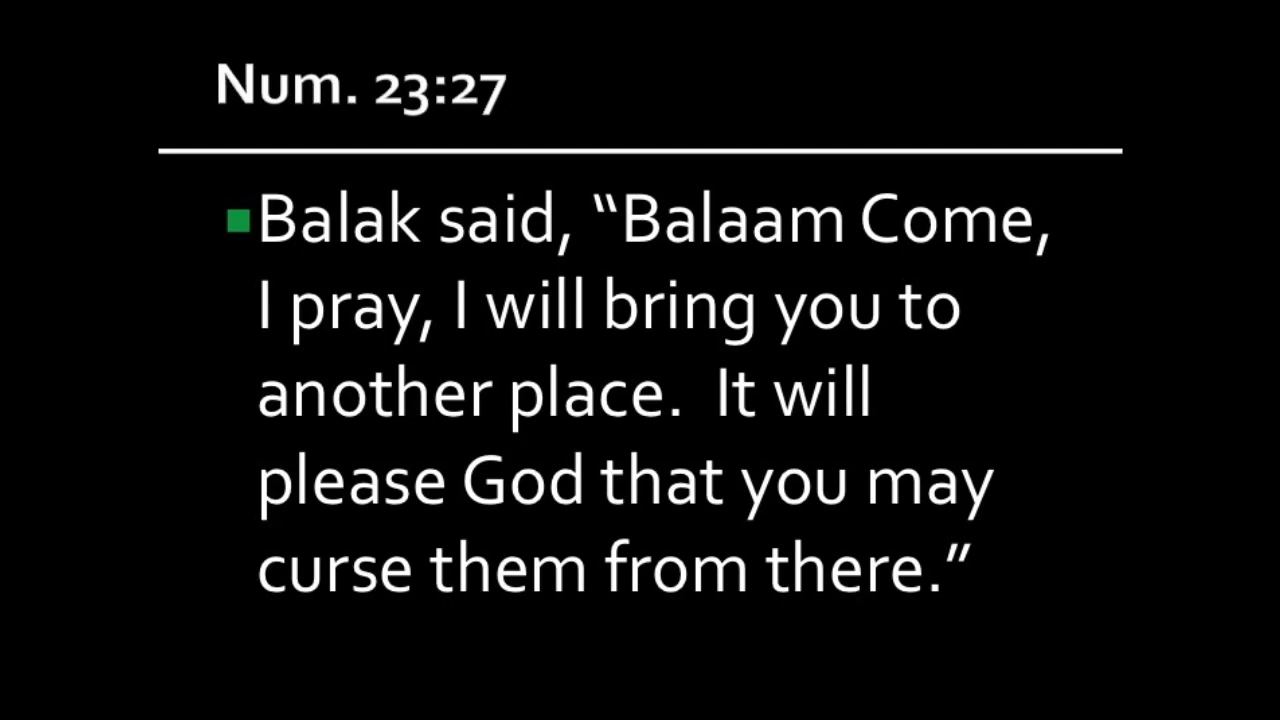 Num. 23:27
Balak said, “Balaam Come,
I pray, I will bring you to
another place.  It will
please God that you may
curse them from there.”